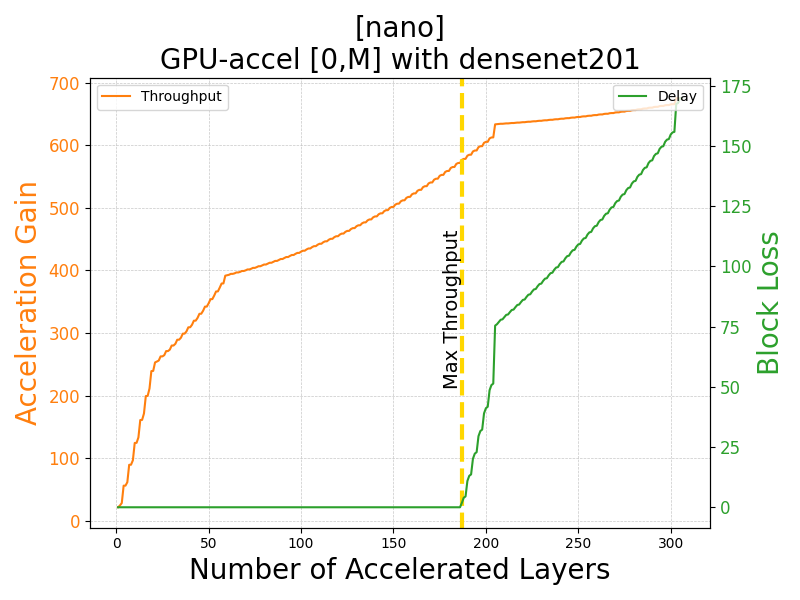 [nano]
GPU-accel [0,M] with densenet201
Throughput
Delay
Acceleration Gain
700
600
500
400
300
200
100
0
Max Throughput
175
150
125
100
75
50
25
0
Block Loss
0
50
100
150
200
250
300
Number of Accelerated Layers